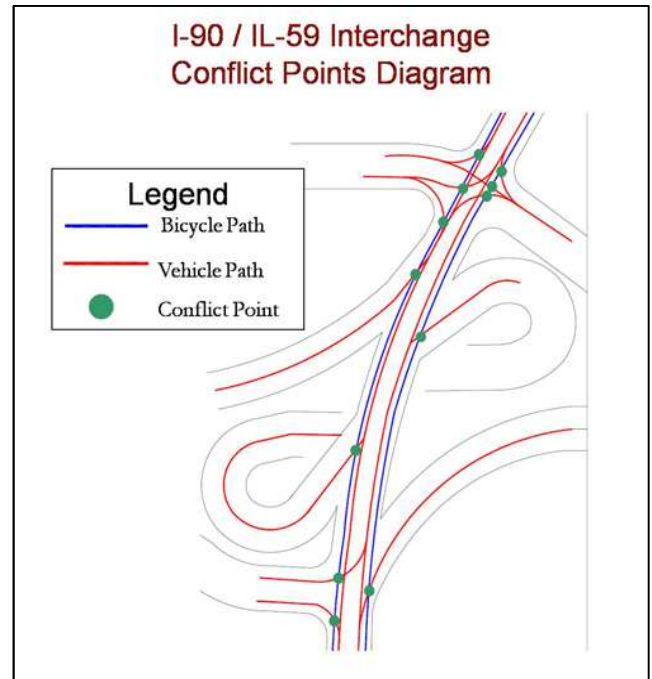 I-90 / IL-59 Interchange
Conflict Points Diagram
Legend
Bicycle Path
Vehicle Path
Conflict Point